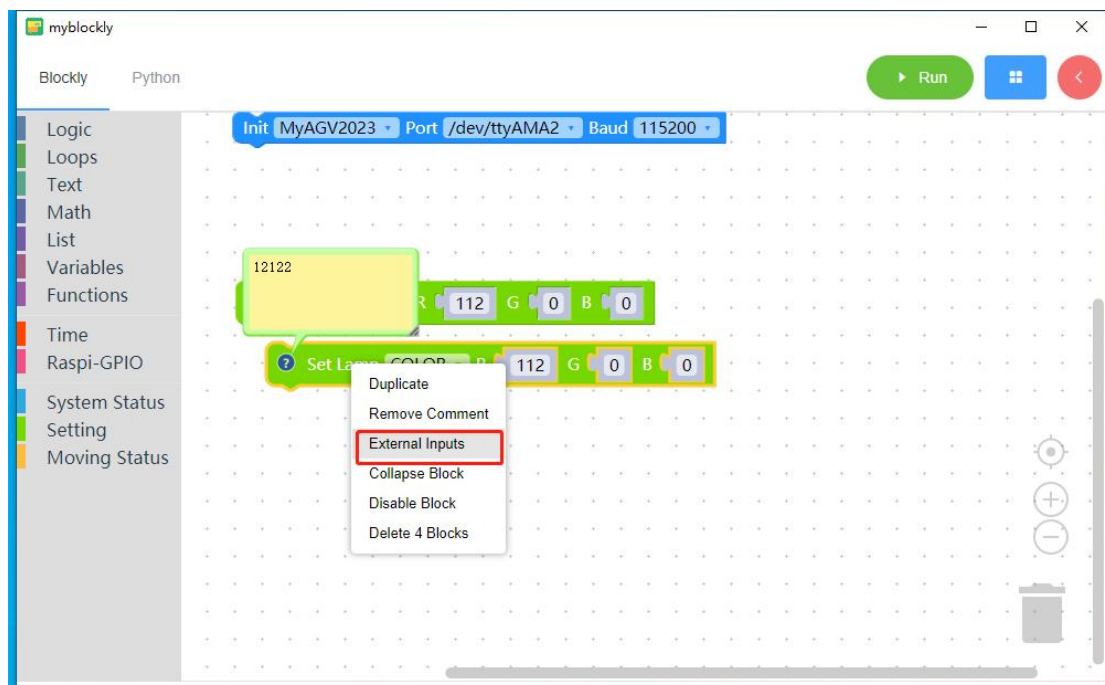 myblockly
Blockly Python
Run
Logic
Loops
Text
Math
List
Variables
Functions
Time
Raspi-GPIO
System Status
Setting
Moving Status
Init MyAGV2023 Port /dev/ttyAMA2 Baud 115200
12122
R 112 G 0 B 0
? Set Lamp COLOR R 112 G 0 B 0
Duplicate
Remove Comment
External Inputs
Collapse Block
Disable Block
Delete 4 Blocks